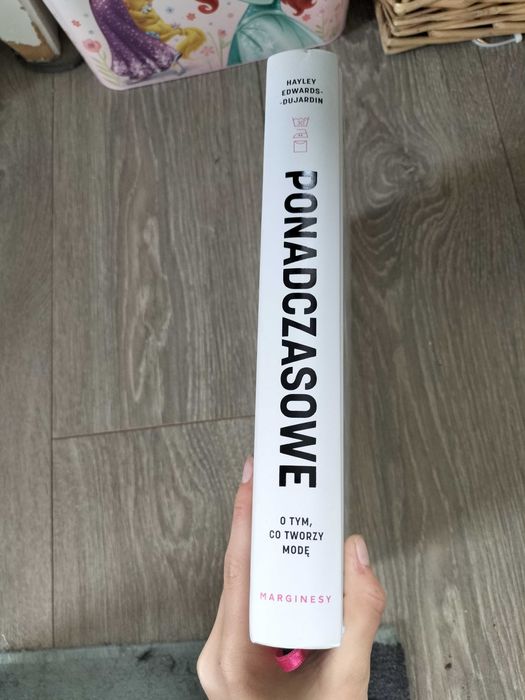 HAYLEY
EDWARDS-
-DUJARDIN
PONADCZASOWE
O TYM,
CO TWORZY
MODĘ
MARGINESY